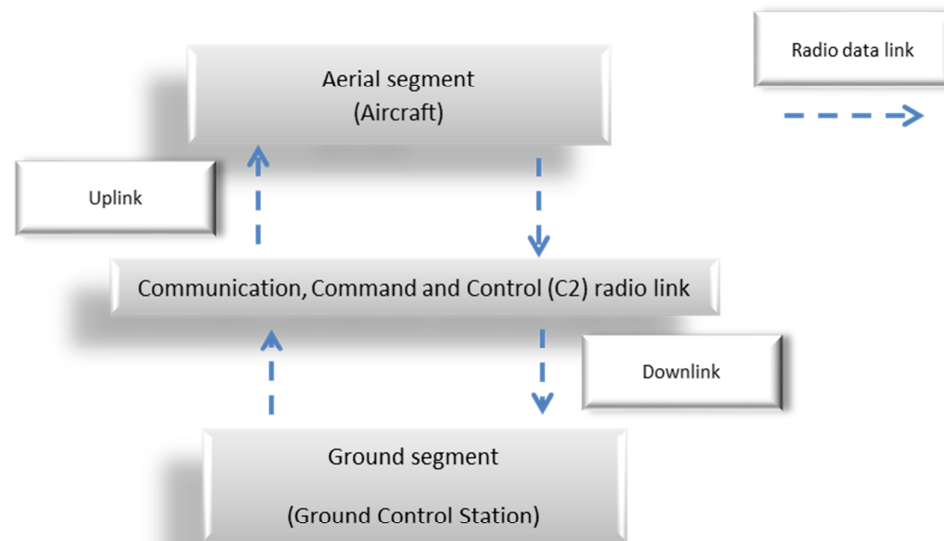 Radio data link
Aerial segment
(Aircraft)
Uplink
Communication, Command and Control (C2) radio link
Downlink
Ground segment
(Ground Control Station)